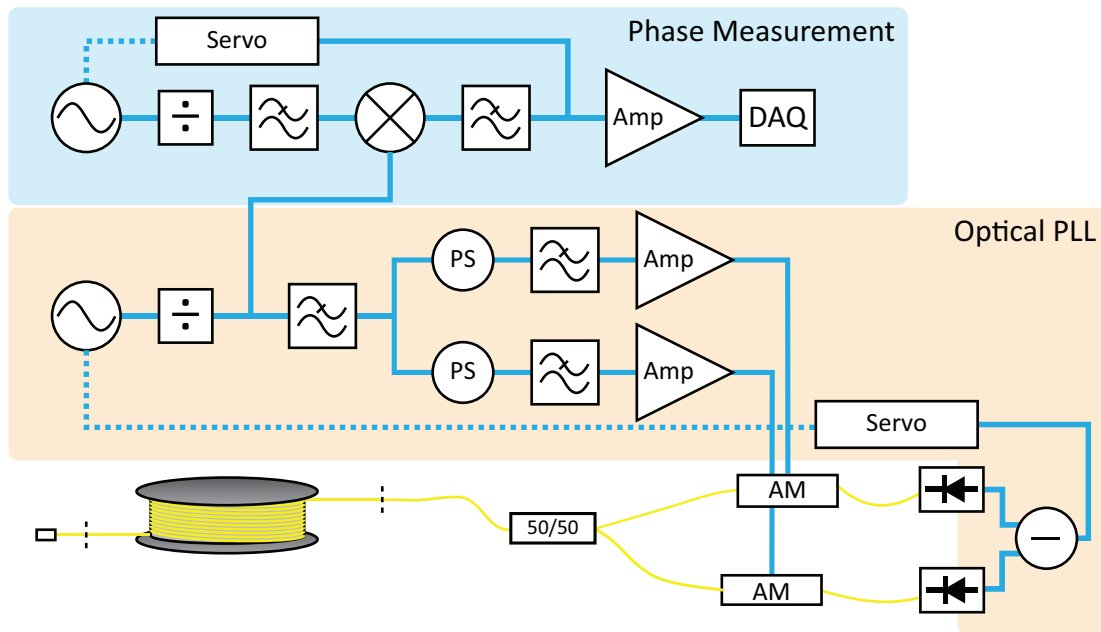 Phase Measurement
Servo
÷
Amp
DAQ
Optical PLL
PS
Amp
÷
PS
Amp
Servo
AM
50/50
AM